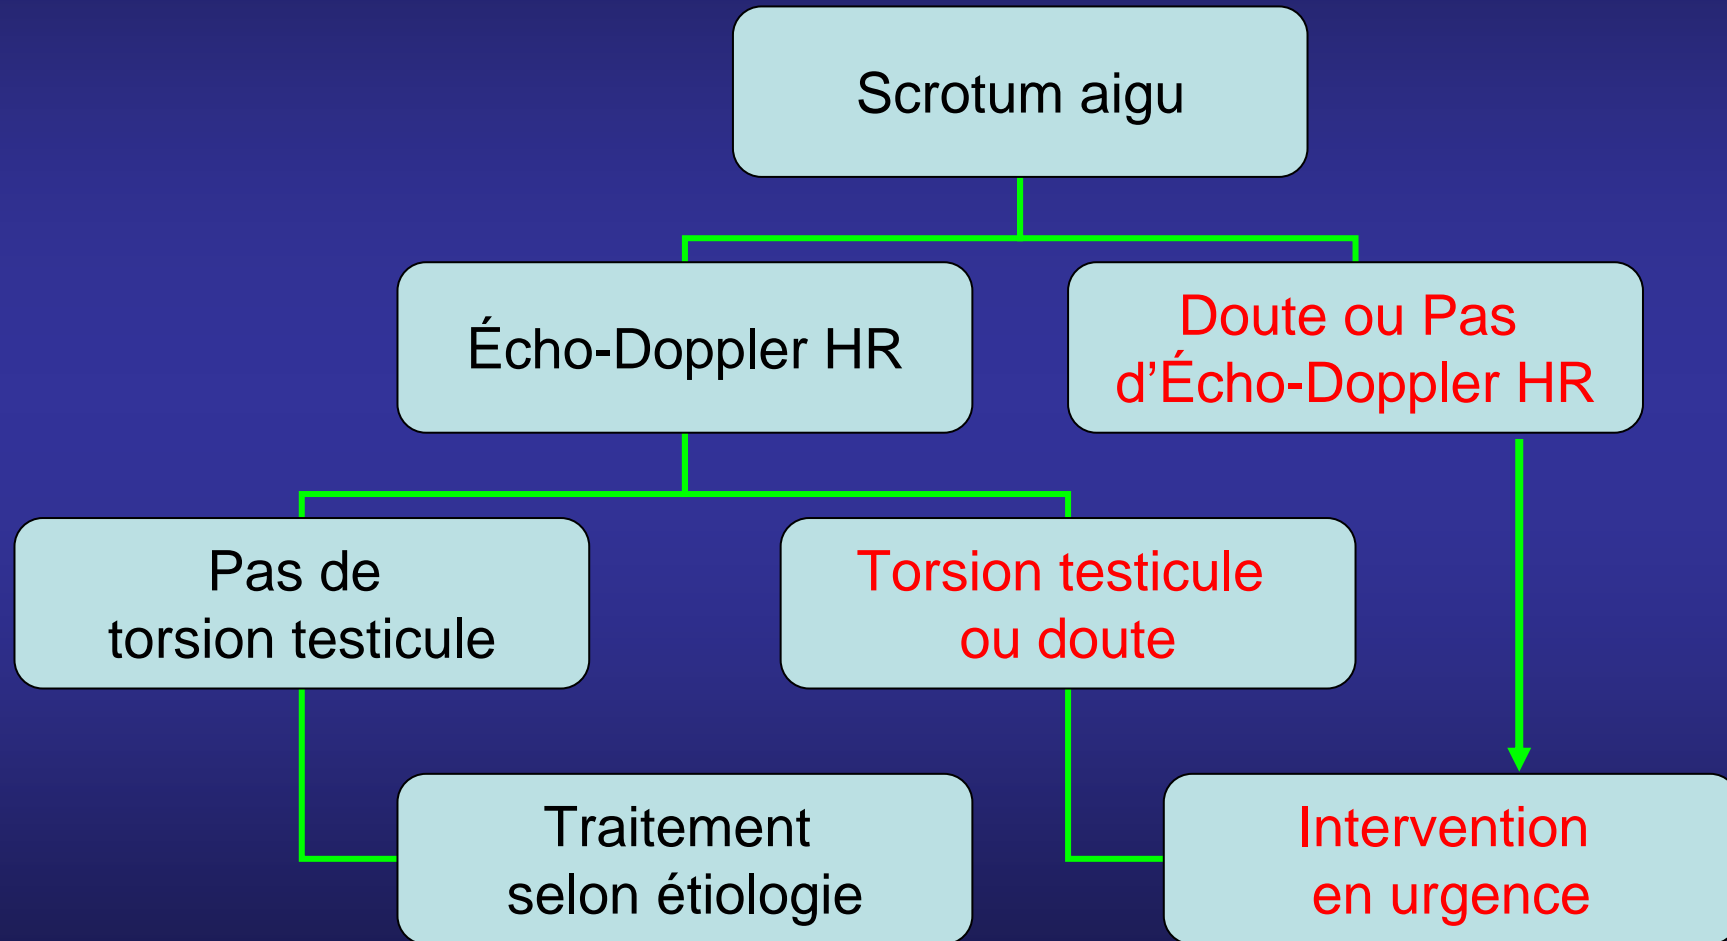 Scrotum aigu
Écho-Doppler HR
Doute ou Pas
d’Écho-Doppler HR
Pas de
torsion testicule
Torsion testicule
ou doute
Traitement
selon étiologie
Intervention
en urgence